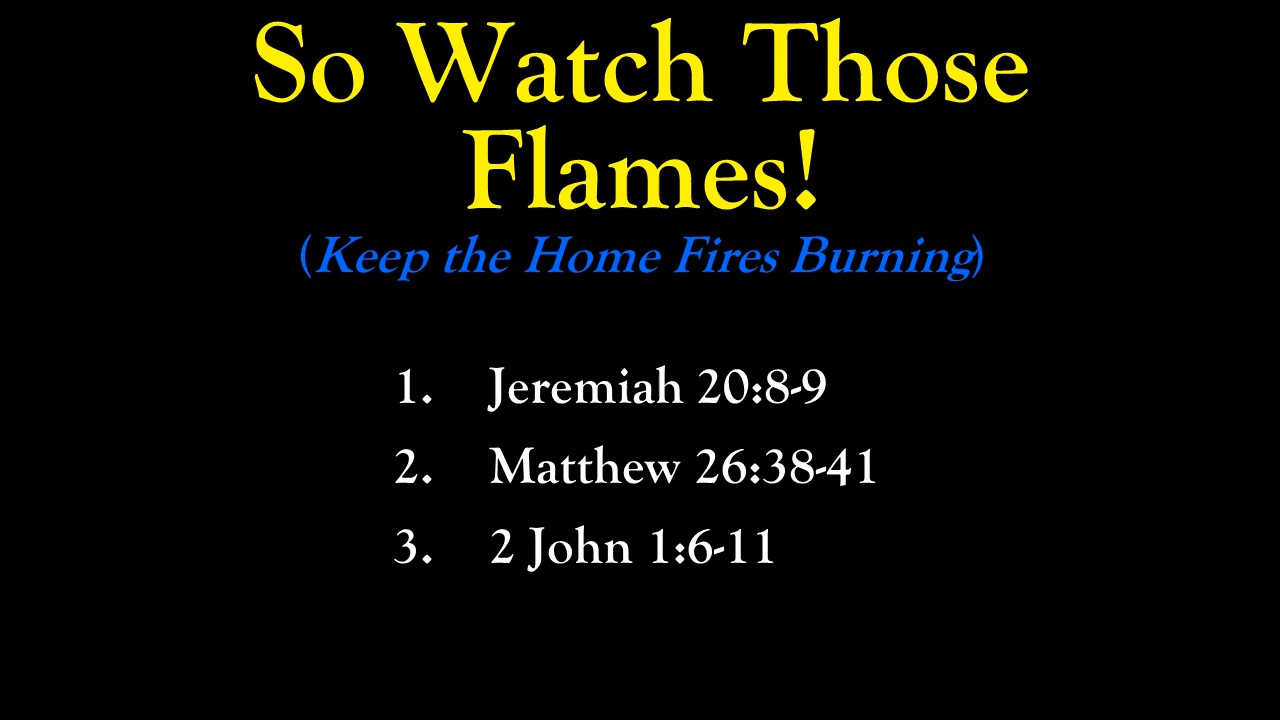 So Watch Those
Flames!
(Keep the Home Fires Burning)
1. Jeremiah 20:8-9
2. Matthew 26:38-41
3. 2 John 1:6-11